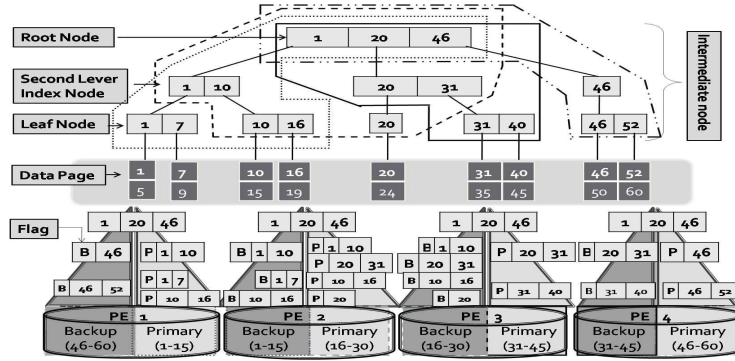 Root Node
1 20 46
Second Lever
Index Node
1 10
20 31
46
Intermediate node
Leaf Node
1 7
10 16
20
31 40
46 52
Data Page
1 7 10 16 20 31 40 46 52
5 9 15 19 24 35 45 50 60
Flag
1 20 46
B 46
P 1 10
B 46 52
P 1 7
P 10 16
PE 1
Backup
(46-60)
Primary
(1-15)
1 20 46
B 1 10
P 1 10
P 20 31
B 1 7
P 10 16
B 10 16
P 20
PE 2
Backup
(1-15)
Primary
(16-30)
1 20 46
B 1 10
B 20 31
P 20 31
B 10 16
B 20
P 31 40
PE 3
Backup
(16-30)
Primary
(31-45)
1 20 46
B 20 31
P 46
B 31 40
P 46 52
PE 4
Backup
(31-45)
Primary
(46-60)